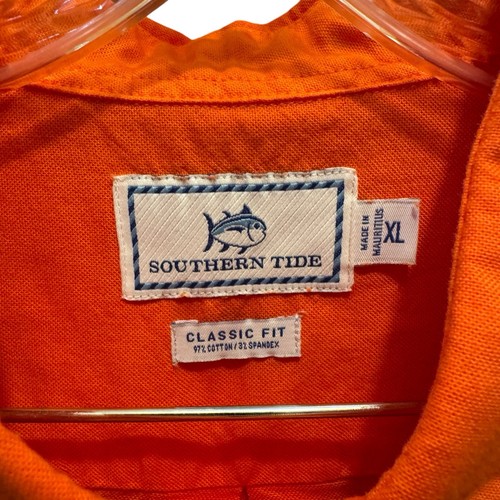 SOUTHERN TIDE
MADE IN
MAURITIUS
XL
CLASSIC FIT
97% COTTON / 3% SPANDEX